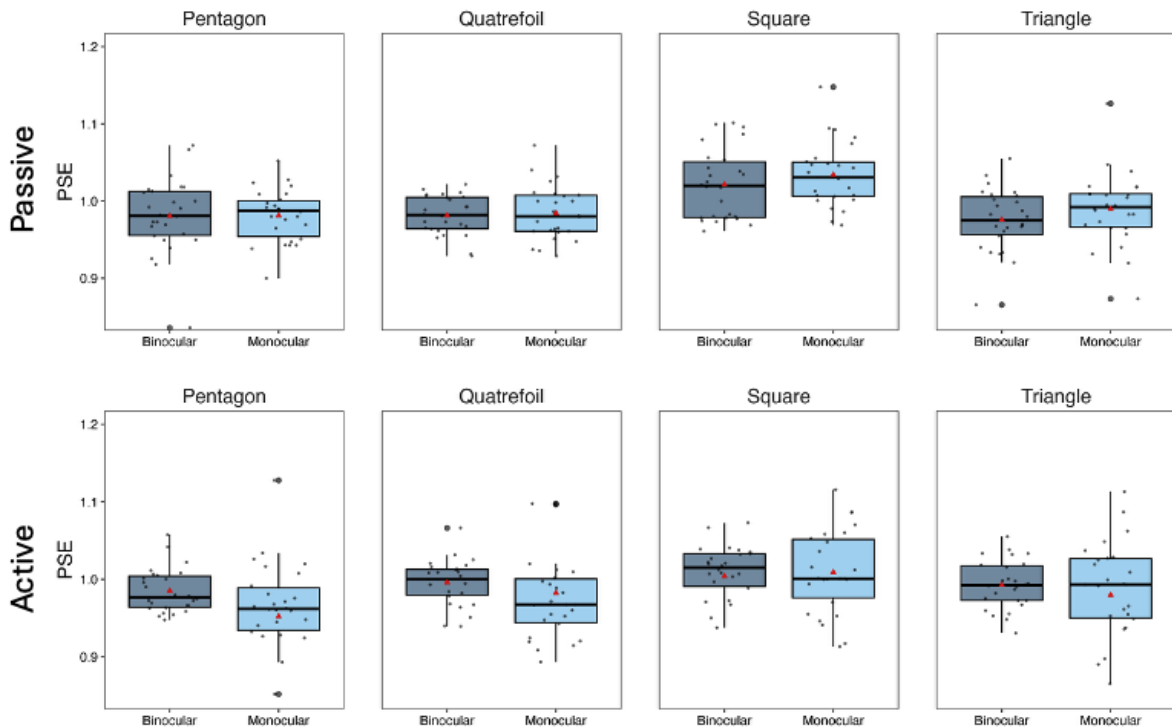 Pentagon Quatrefoil Square Triangle
Passive
PSE
1.2
1.1
1.0
0.9
Binocular Monocular Binocular Monocular Binocular Monocular Binocular Monocular
Pentagon Quatrefoil Square Triangle
Active
PSE
1.2
1.1
1.0
0.9
Binocular Monocular Binocular Monocular Binocular Monocular Binocular Monocular